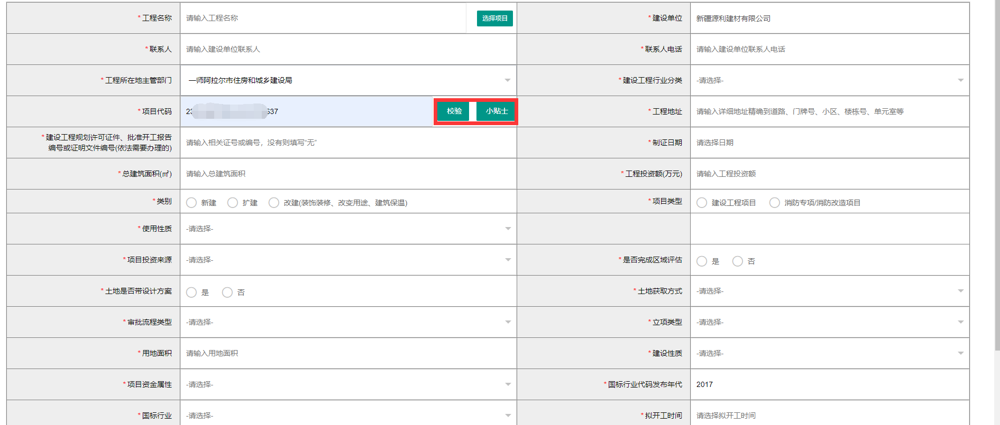 *工程名称 请输入工程名称 选择项目 *建设单位 新疆源利建材有限公司
*联系人 请输入建设单位联系人 *联系人电话 请输入建设单位联系人电话
*工程所在地主管部门 一师阿拉尔市住房和城乡建设局 *建设工程行业分类 -请选择-
*项目代码 23 637 校验 小贴士 *工程地址 请输入详细地址精确到道路、门牌号、小区、楼栋号、单元室等
*建设工程规划许可证件、批准开工报告
编号或证明文件编号(依法需要办理的) 请输入相关证号或编号，没有则填写“无” *制证日期 请选择日期
*总建筑面积(㎡) 请输入总建筑面积 *工程投资额(万元) 请输入工程投资额
*类别 新建 扩建 改建(装饰装修、改变用途、建筑保温) *项目类型 建设工程项目 消防专项/消防改造项目
*使用性质 -请选择-
*项目投资来源 -请选择- *是否完成区域评估 是 否
*土地是否带设计方案 是 否 *土地获取方式 -请选择-
*审批流程类型 -请选择- *立项类型 -请选择-
*用地面积 请输入用地面积 *建设性质 -请选择-
*项目资金属性 -请选择- *国标行业代码发布年代 2017
*国标行业 -请选择- *拟开工时间 请选择拟开工时间